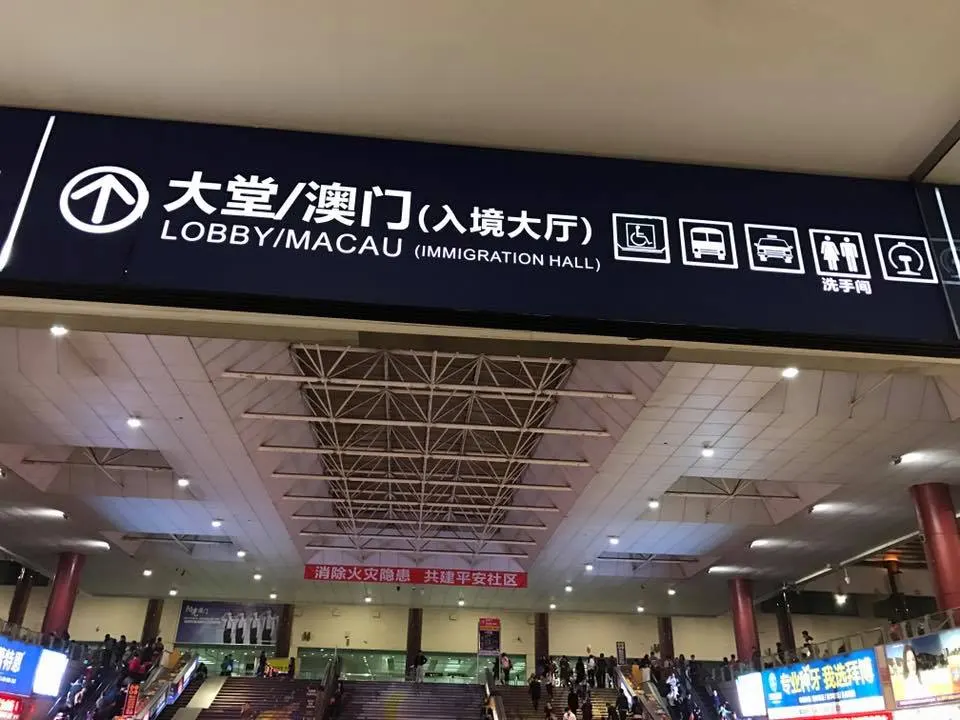 大堂/澳门(入境大厅)
LOBBY/MACAU (IMMIGRATION HALL)
洗手间
消除火灾隐患 共建平安社区
专业种牙 我选择博